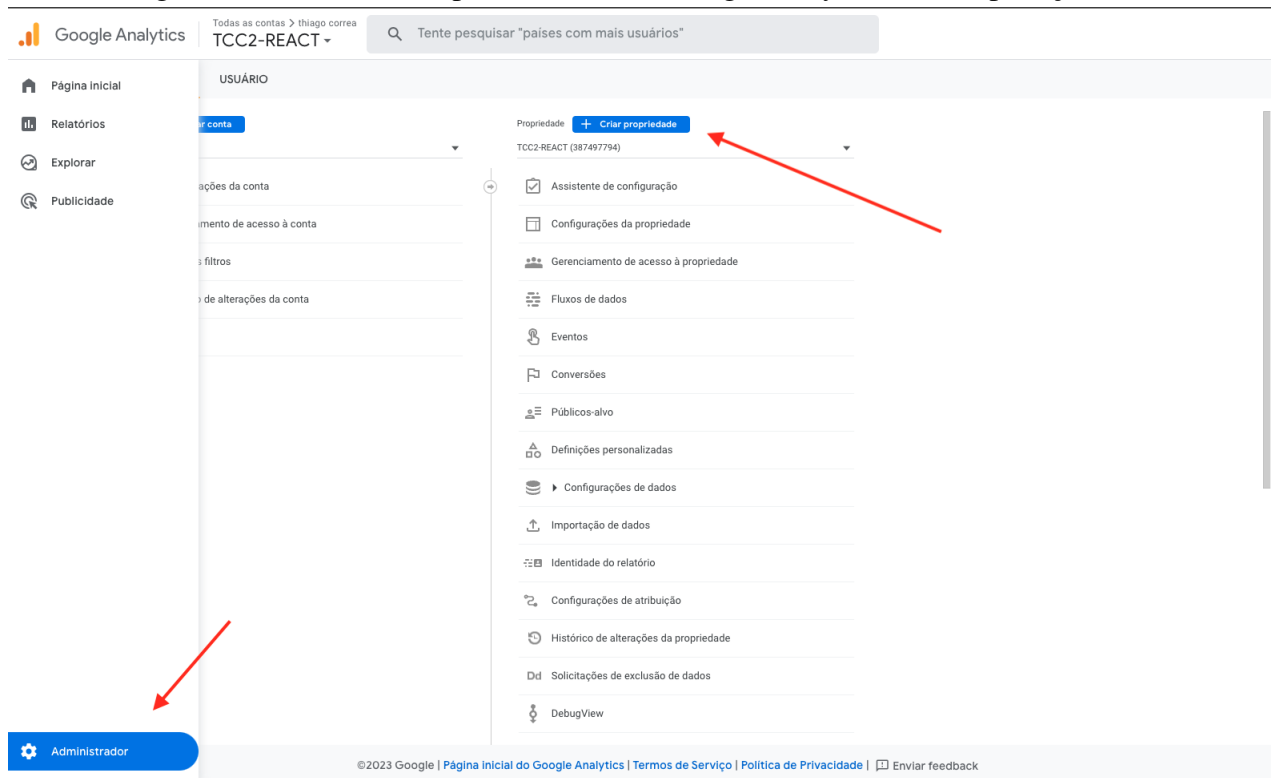 Todas as contas > thiago correa
Google Analytics
TCC2-REACT
Tente pesquisar "países com mais usuários"
Página inicial
Relatórios
Explorar
Publicidade
Administrador
USUÁRIO
conta
ações da conta
mento de acesso à conta
filtros
de alterações da conta
Propriedade + Criar propriedade
TCC2-REACT (387497794)
Assistente de configuração
Configurações da propriedade
Gerenciamento de acesso à propriedade
Fluxos de dados
Eventos
Conversões
Públicos-alvo
Definições personalizadas
Configurações de dados
Importação de dados
Identidade do relatório
Configurações de atribuição
Histórico de alterações da propriedade
Dd Solicitações de exclusão de dados
DebugView
©2023 Google | Página inicial do Google Analytics | Termos de Serviço | Política de Privacidade | Enviar feedback